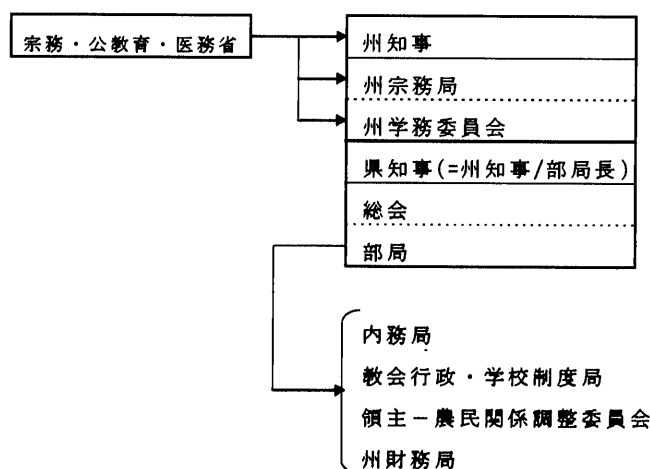 宗務・公教育・医務省
州知事
州宗務局
州学務委員会
県知事(=州知事/部局長)
総会
部局
内務局
教会行政・学校制度局
領主－農民関係調整委員会
州財務局